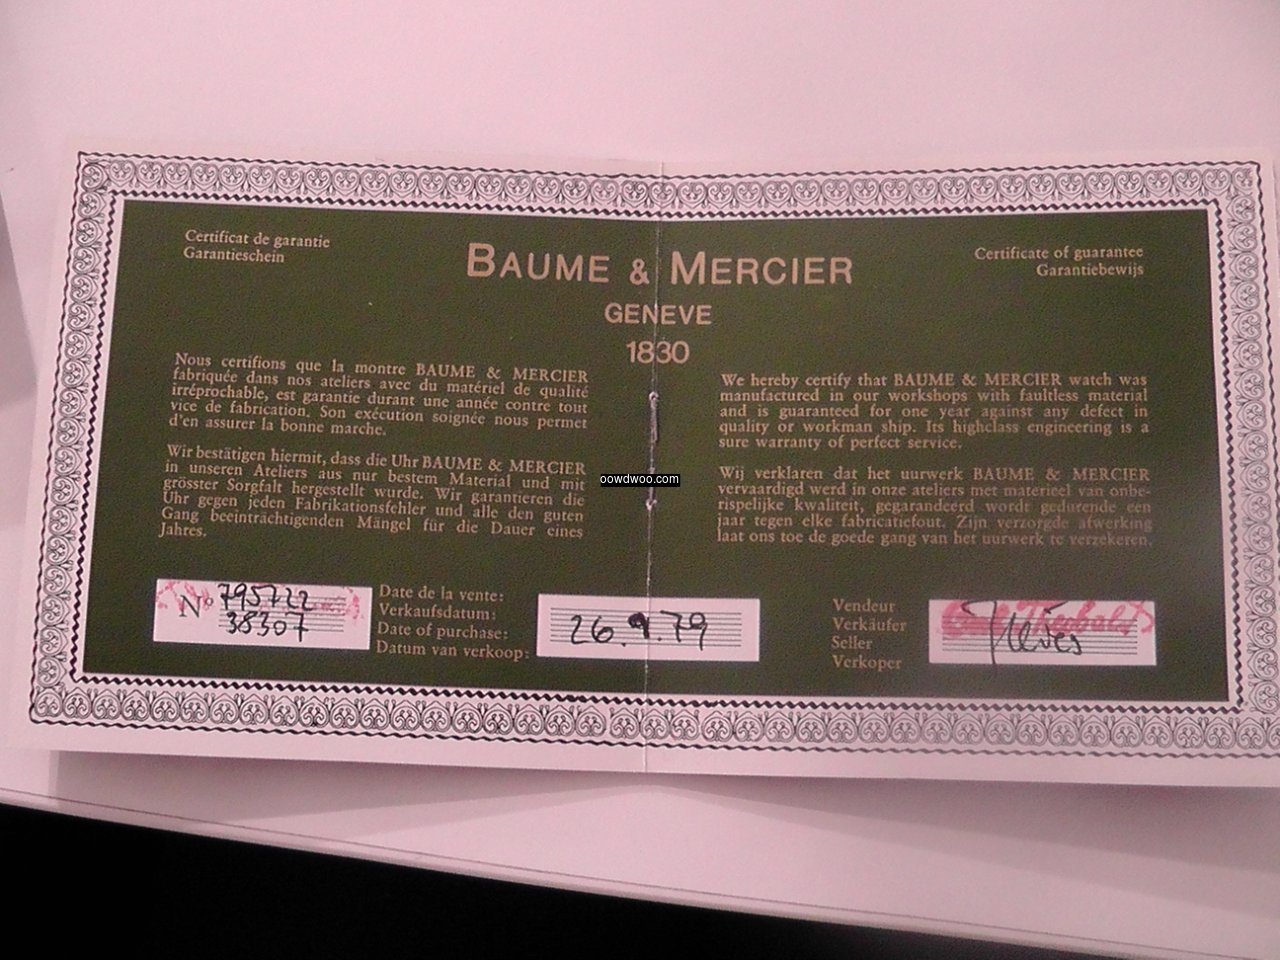 Certificat de garantie
Garantieschein
BAUME & MERCIER
GENEVE
1830
Certificate of guarantee
Garantiebewijs
Nous certifions que la montre BAUME & MERCIER
fabriquée dans nos ateliers avec du matériel de qualité
irréprochable, est garantie durant une année contre tout
vice de fabrication. Son exécution soignée nous permet
d'en assurer la bonne marche.
Wir bestätigen hiermit, dass die Uhr BAUME & MERCIER
in unseren Ateliers aus nur bestem Material und mit
grösster Sorgfalt hergestellt wurde. Wir garantieren die
Uhr gegen jeden Fabrikationsfehler und alle den guten
Gang beeinträchtigenden Mängel für die Dauer eines
Jahres.
We hereby certify that BAUME & MERCIER watch was
manufactured in our workshops with faultless material
and is guaranteed for one year against any defect in
quality or workman ship. Its highclass engineering is a
sure warranty of perfect service.
Wij verklaren dat het uurwerk BAUME & MERCIER
vervaardigd werd in onze ateliers met materieel van onbe-
rispelijke kwaliteit, gegarandeerd wordt gedurende een
jaar tegen elke fabricatiefout. Zijn verzorgde afwerking
laat ons toe de goede gang van het uurwerk te verzekeren.
oowdwoo.com
No 795722
38307
Date de la vente:
Verkaufsdatum:
Date of purchase:
Datum van verkoop:
26.9.79
Vendeur
Verkäufer
Seller
Verkoper